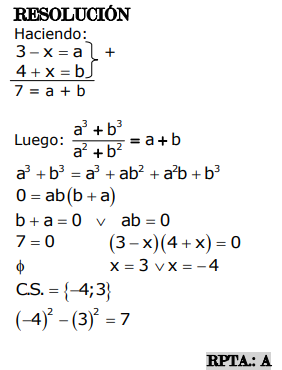 RESOLUCIÓN
Haciendo:
3 – x = a
4 + x = b } +
7 = a + b
Luego: (a³ + b³)/(a² + b²) = a + b
a³ + b³ = a³ + ab² + a²b + b³
0 = ab(b + a)
b + a = 0 ∨ ab = 0
7 = 0 (3 – x)(4 + x) = 0
ϕ x = 3 ∨ x = –4
C.S. = {–4;3}
(–4)² – (3)² = 7
RPTA.: A